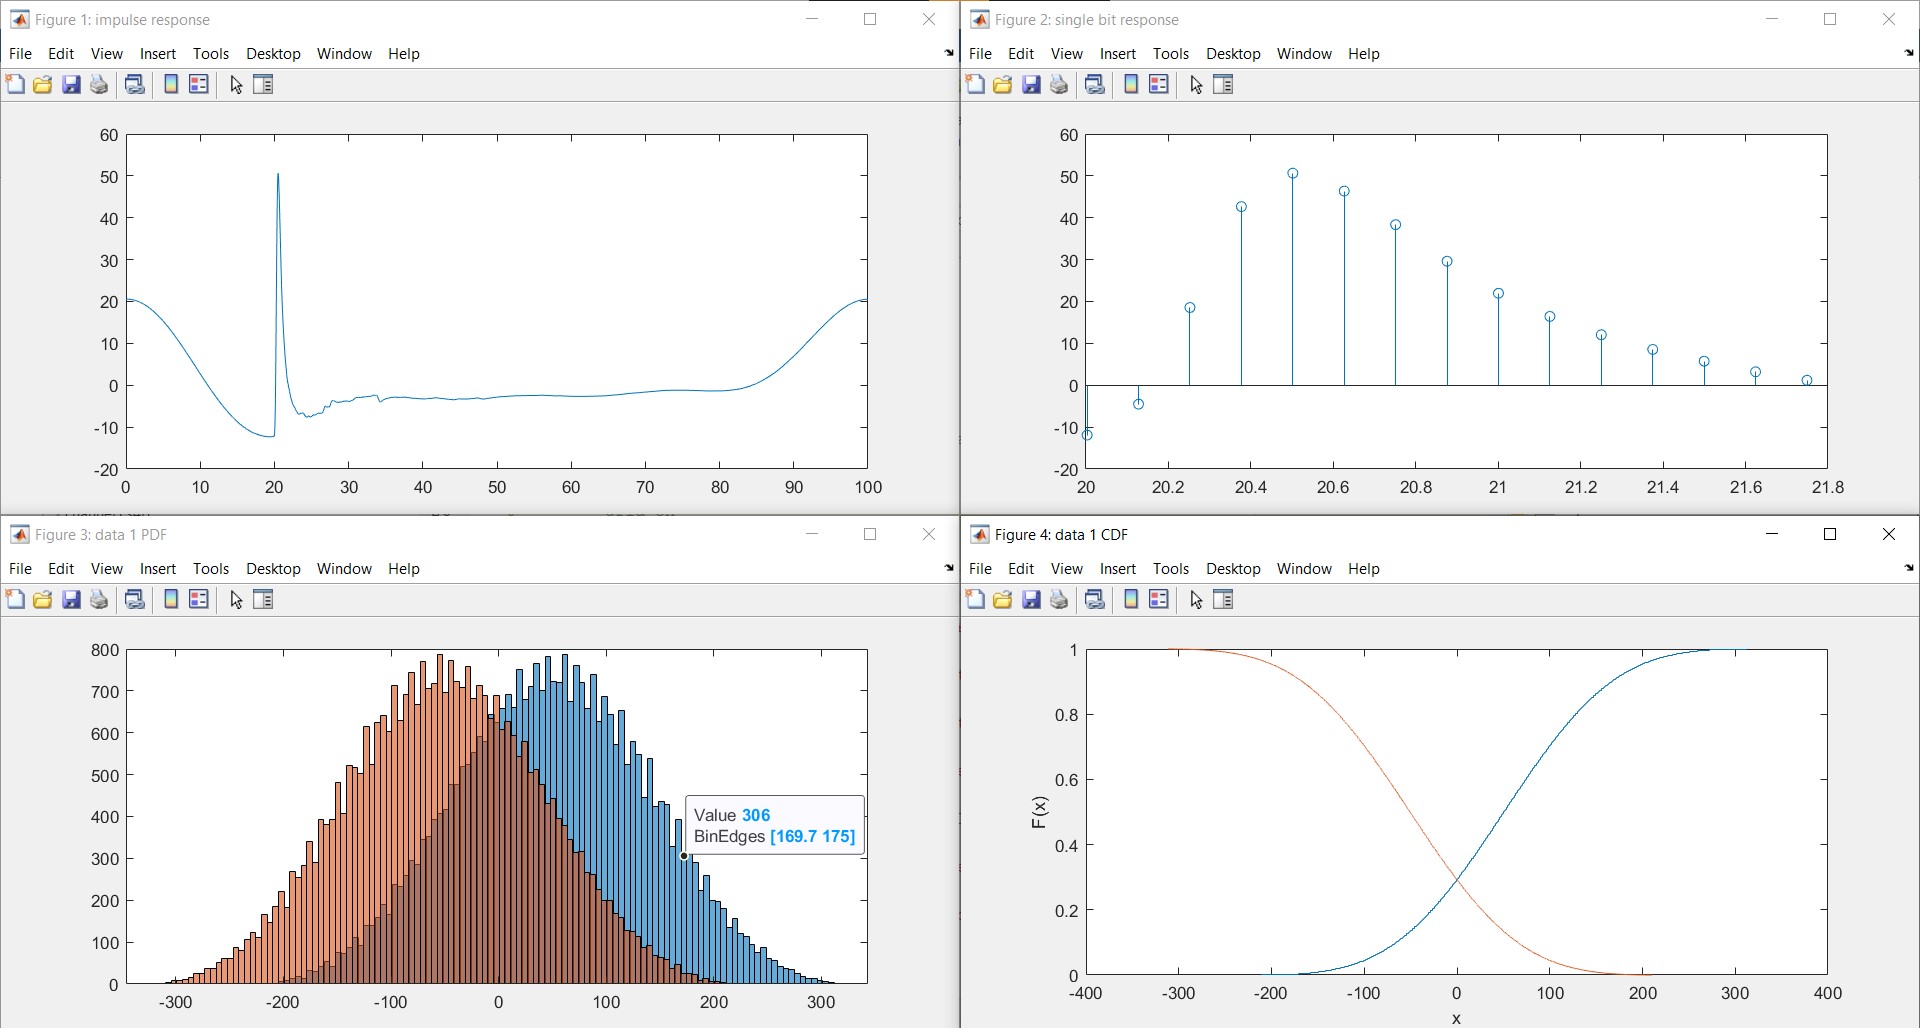 Figure 1: impulse response
File Edit View Insert Tools Desktop Window Help
60
50
40
30
20
10
0
-10
-20
0 10 20 30 40 50 60 70 80 90 100
Figure 2: single bit response
File Edit View Insert Tools Desktop Window Help
60
50
40
30
20
10
0
-10
-20
20 20.2 20.4 20.6 20.8 21 21.2 21.4 21.6 21.8
Figure 3: data 1 PDF
File Edit View Insert Tools Desktop Window Help
800
700
600
500
400
300
200
100
0
-300 -200 -100 0 100 200 300
Value 306
BinEdges [169.7 175]
Figure 4: data 1 CDF
File Edit View Insert Tools Desktop Window Help
1
0.8
0.6
0.4
0.2
0
F(x)
-400 -300 -200 -100 0 100 200 300 400
x